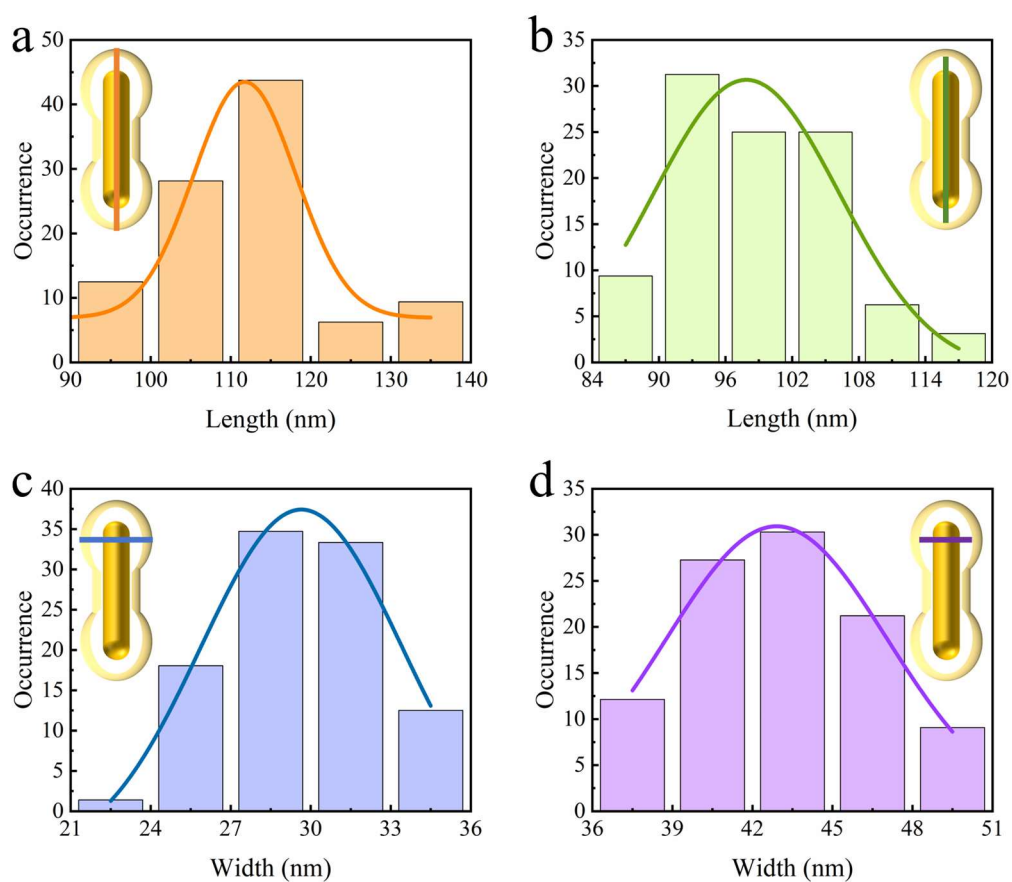 a
50
40
30
20
10
0
Occurrence
90 100 110 120 130 140
Length (nm)
b
35
30
25
20
15
10
5
0
Occurrence
84 90 96 102 108 114 120
Length (nm)
c
40
35
30
25
20
15
10
5
0
Occurrence
21 24 27 30 33 36
Width (nm)
d
35
30
25
20
15
10
5
0
Occurrence
36 39 42 45 48 51
Width (nm)